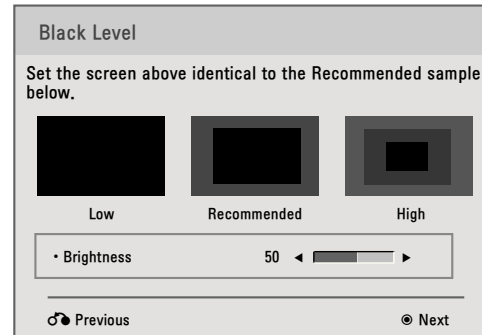 Black Level
Set the screen above identical to the Recommended sample
below.
Low
Recommended
High
• Brightness
50
Previous
Next